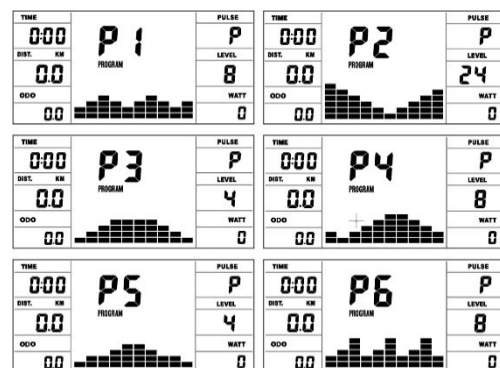 TIME PULSE
0:00 P1 P
DIST. KM PROGRAM LEVEL
0.0 8
ODO WATT
0.0 0
TIME PULSE
0:00 P2 P
DIST. KM PROGRAM LEVEL
0.0 24
ODO WATT
0.0 0
TIME PULSE
0:00 P3 P
DIST. KM PROGRAM LEVEL
0.0 4
ODO WATT
0.0 0
TIME PULSE
0:00 P4 P
DIST. KM PROGRAM LEVEL
0.0 8
ODO WATT
0.0 0
TIME PULSE
0:00 P5 P
DIST. KM PROGRAM LEVEL
0.0 4
ODO WATT
0.0 0
TIME PULSE
0:00 P6 P
DIST. KM PROGRAM LEVEL
0.0 8
ODO WATT
0.0 0